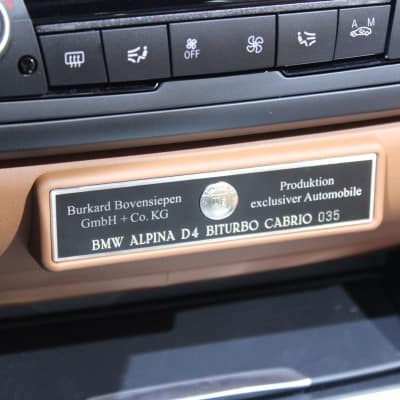 OFF
A
M
Burkard Bovensiepen
GmbH + Co. KG
Produktion
exclusiver Automobile
BMW ALPINA D4 BITURBO CABRIO 035